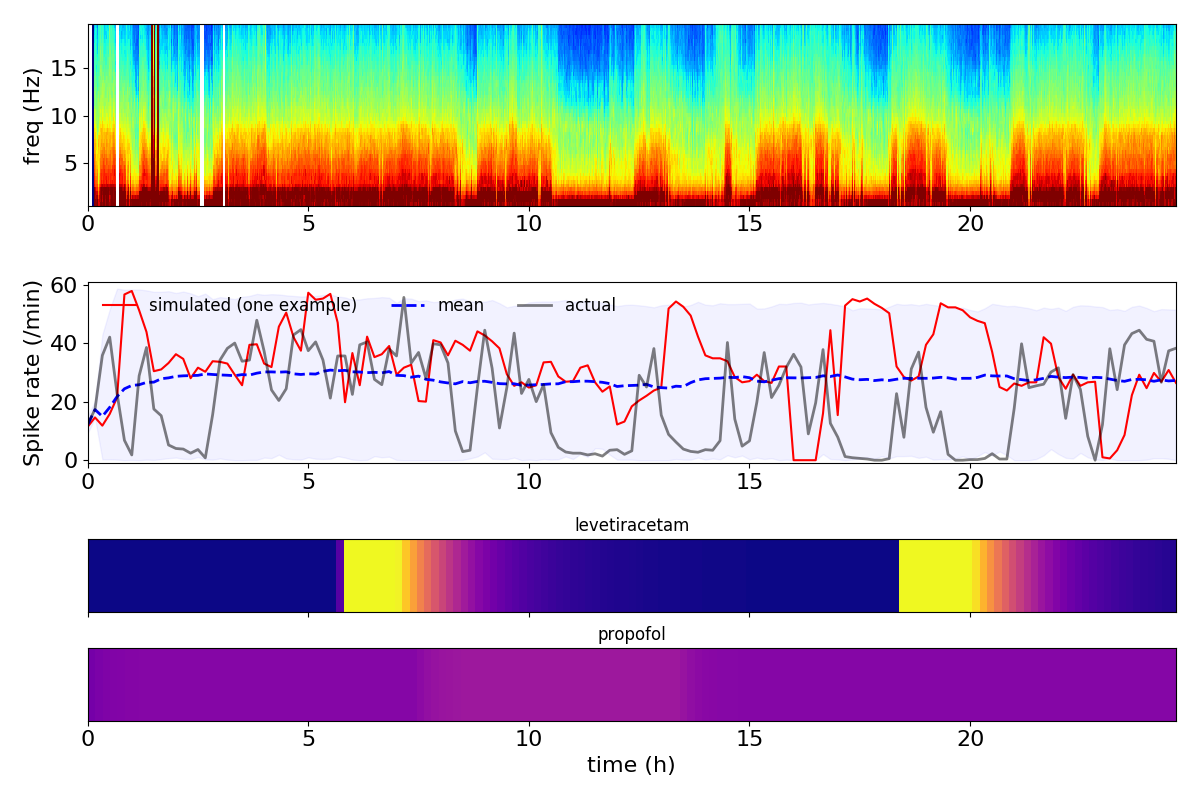 freq (Hz)
15
10
5
0 5 10 15 20
Spike rate (/min)
60
40
20
0
simulated (one example) mean actual
0 5 10 15 20
levetiracetam
propofol
0 5 10 15 20
time (h)